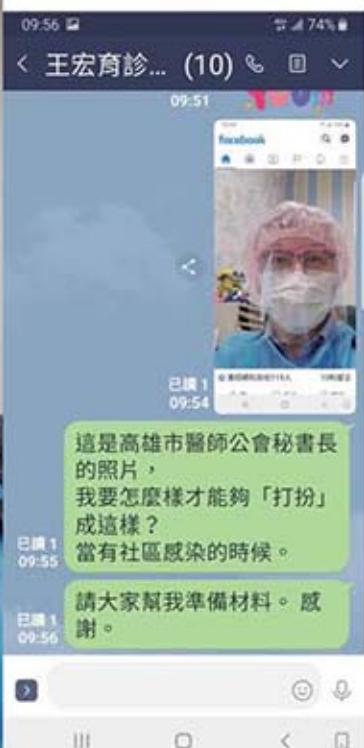 09:56
74%
王宏育診... (10)
09:51
facebook
已讀 1
09:54
這是高雄市醫師公會秘書長
的照片，
我要怎麼樣才能夠「打扮」
成這樣？
當有社區感染的時候。
已讀 1
09:55
請大家幫我準備材料。 感
謝。
已讀 1
09:56